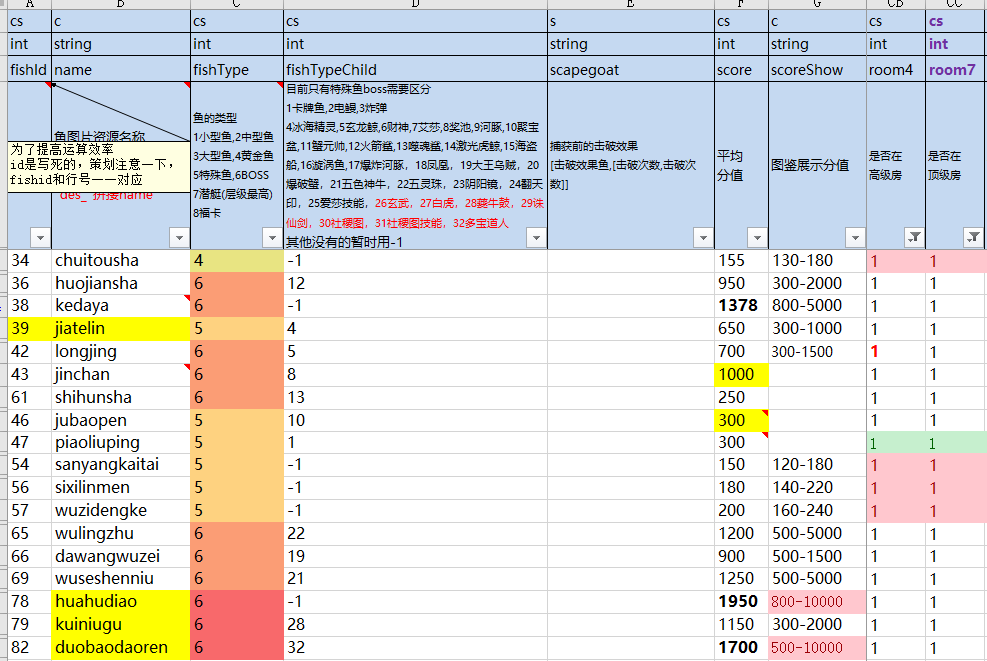 A B C D E F G CB CC
cs c cs cs s cs c cs cs
int string int int string int string int int
fishId name fishType fishTypeChild scapegoat score scoreShow room4 room7
鱼图片资源名称
为了提高运算效率
id是写死的，策划注意一下，
fishid和行号一一对应
"des_"拼接name
鱼的类型
1小型鱼,2中型鱼
3大型鱼,4黄金鱼
5特殊鱼,6BOSS
7潜艇(层级最高)
8福卡
目前只有特殊鱼boss需要区分
1卡牌鱼,2电鳗,3炸弹
4冰海精灵,5玄龙鲸,6财神,7艾莎,8奖池,9河豚,10聚宝
盆,11蟹元帅,12火箭鲨,13噬魂鲨,14激光虎鲸,15海盗
船,16漩涡鱼,17爆炸河豚，18凤凰，19大王乌贼，20
爆破蟹，21五色神牛，22五灵珠，23阴阳镜，24翻天
印，25爱莎技能，26玄武，27白虎，28夔牛鼓，29诛
仙剑，30社稷图，31社稷图技能，32多宝道人
其他没有的暂时用-1
捕获前的击破效果
[击破效果鱼,[击破次数,击破次
数]]
平均
分值
图鉴展示分值
是否在
高级房
是否在
顶级房
34 chuitousha 4 -1 155 130-180 1 1
36 huojiansha 6 12 950 300-2000 1 1
38 kedaya 6 -1 1378 800-5000 1 1
39 jiatelin 5 4 650 300-1000 1 1
42 longjing 6 5 700 300-1500 1 1
43 jinchan 6 8 1000 1 1
61 shihunsha 6 13 250 1 1
46 jubaopen 5 10 300 1 1
47 piaoliuping 5 1 300 1 1
54 sanyangkaitai 5 -1 150 120-180 1 1
56 sixilinmen 5 -1 180 140-220 1 1
57 wuzidengke 5 -1 200 160-240 1 1
65 wulingzhu 6 22 1200 500-5000 1 1
66 dawangwuzei 6 19 900 500-1500 1 1
69 wuseshenniu 6 21 1250 500-5000 1 1
78 huahudiao 6 -1 1950 800-10000 1 1
79 kuiniugu 6 28 1150 300-2000 1 1
82 duobaodaoren 6 32 1700 500-10000 1 1